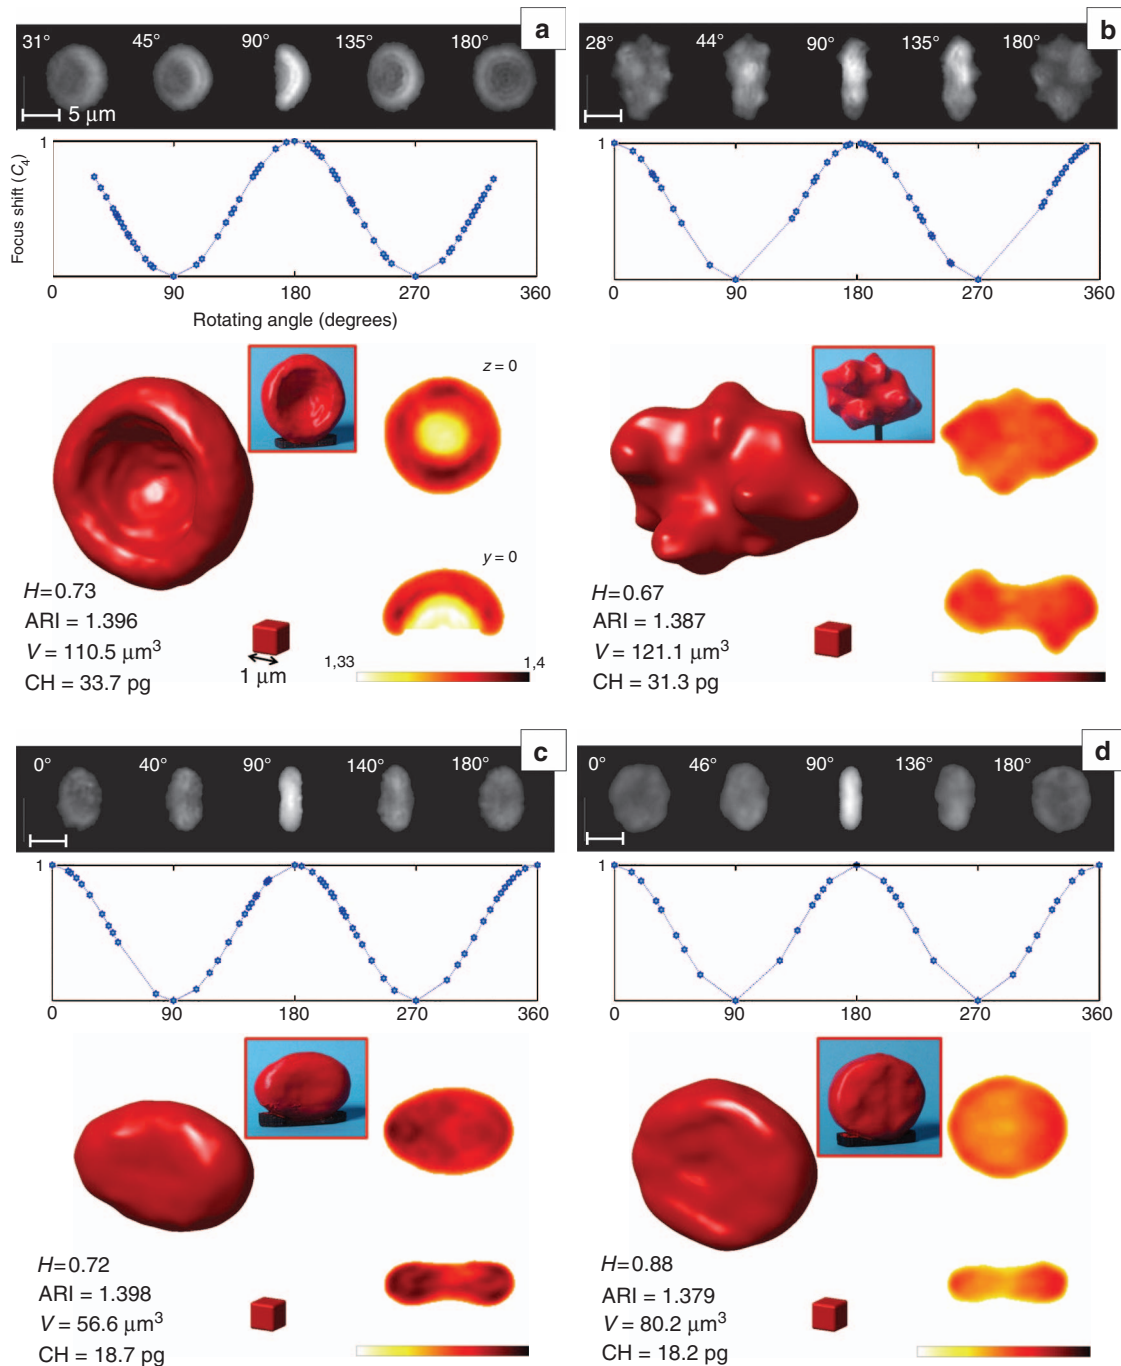 a
31° 45° 90° 135° 180°
5 µm
Focus shift (C4)
1
0 90 180 270 360
Rotating angle (degrees)
z = 0
y = 0
H=0.73
ARI = 1.396
V = 110.5 µm³
CH = 33.7 pg
1 µm
1,33 1,4
b
28° 44° 90° 135° 180°
1
0 90 180 270 360
H=0.67
ARI = 1.387
V = 121.1 µm³
CH = 31.3 pg
c
0° 40° 90° 140° 180°
1
0 90 180 270 360
H=0.72
ARI = 1.398
V = 56.6 µm³
CH = 18.7 pg
d
0° 46° 90° 136° 180°
1
0 90 180 270 360
H=0.88
ARI = 1.379
V = 80.2 µm³
CH = 18.2 pg